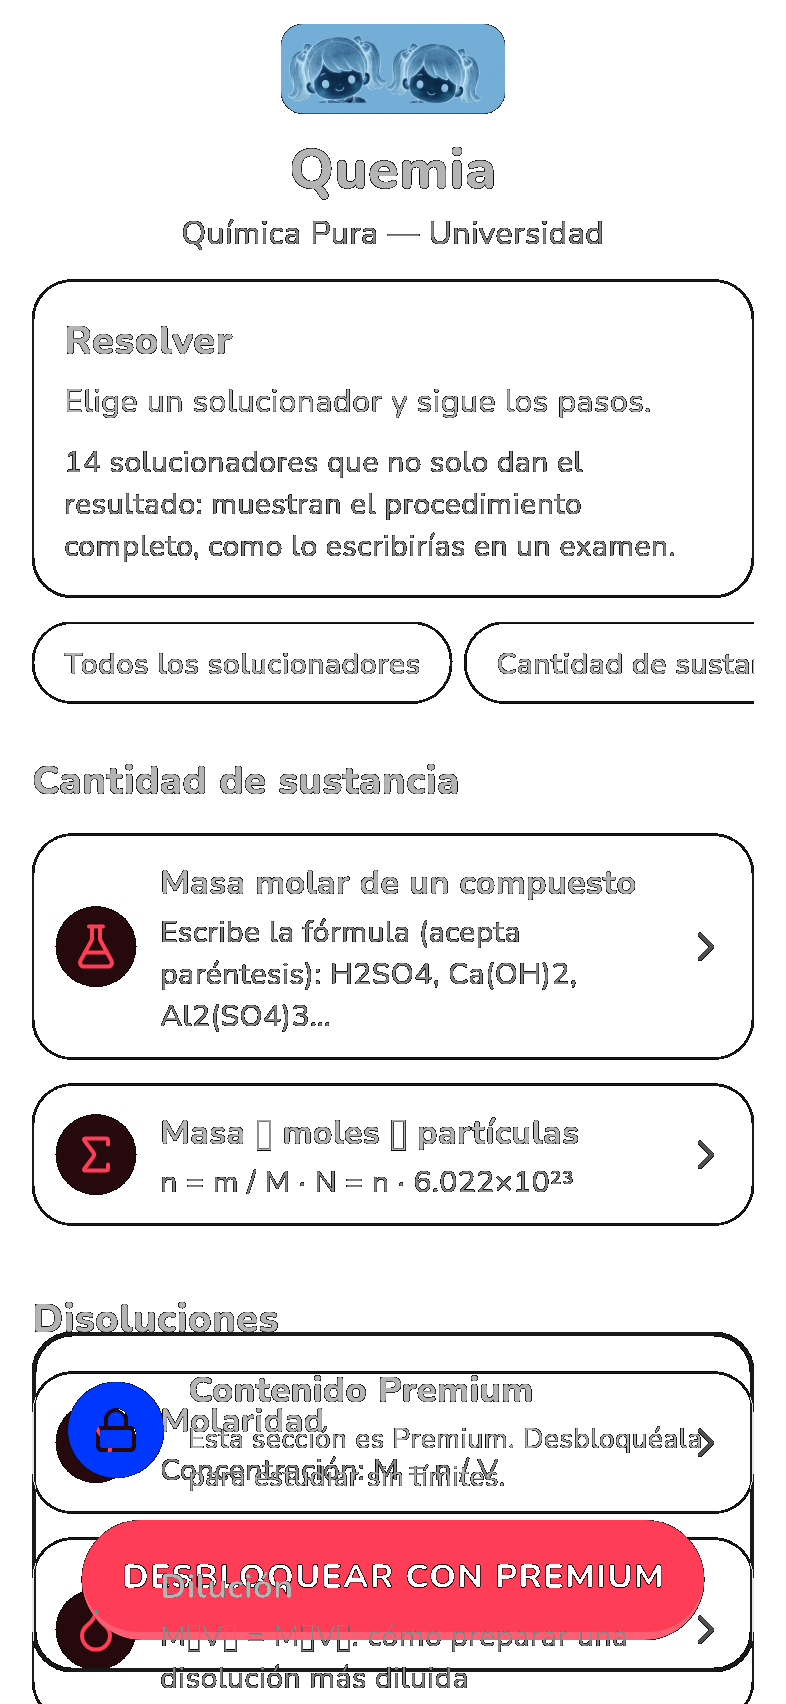 Quemia
Química Pura — Universidad
Resolver
Elige un solucionador y sigue los pasos.
14 solucionadores que no solo dan el
resultado: muestran el procedimiento
completo, como lo escribirías en un examen.
Todos los solucionadores
Cantidad de
Cantidad de sustancia
Masa molar de un compuesto
Escribe la fórmula (acepta
paréntesis): H2SO4, Ca(OH)2,
Al2(SO4)3...
Masa ▯ moles ▯ partículas
n = m / M · N = n · 6.022×10²³
Disoluciones
Contenido Premium
Molaridad
Esta sección es Premium. Desbloquéala
Concentración: M = n / V
para estudiar sin límites.
DESBLOQUEAR CON PREMIUM
Dilución
M▯V▯ = M▯V▯: cómo preparar una
disolución más diluida